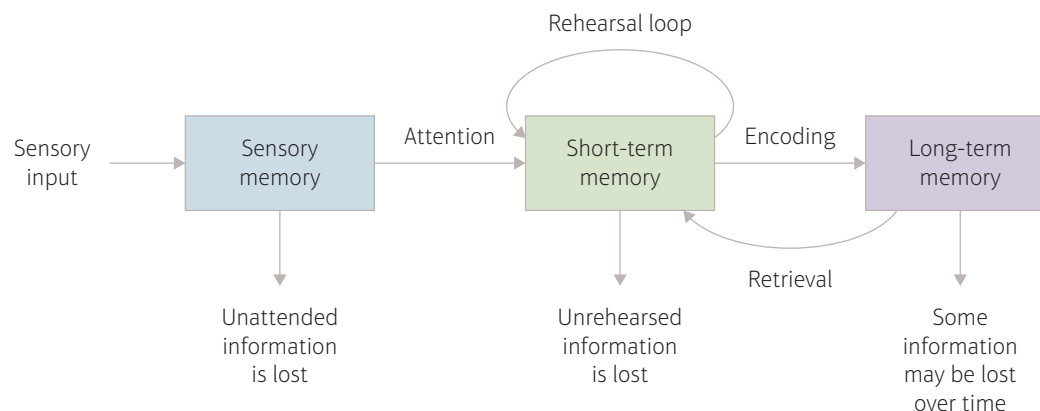 Rehearsal loop
Sensory
input
Sensory
memory
Attention
Short-term
memory
Encoding
Long-term
memory
Retrieval
Unattended
information
is lost
Unrehearsed
information
is lost
Some
information
may be lost
over time